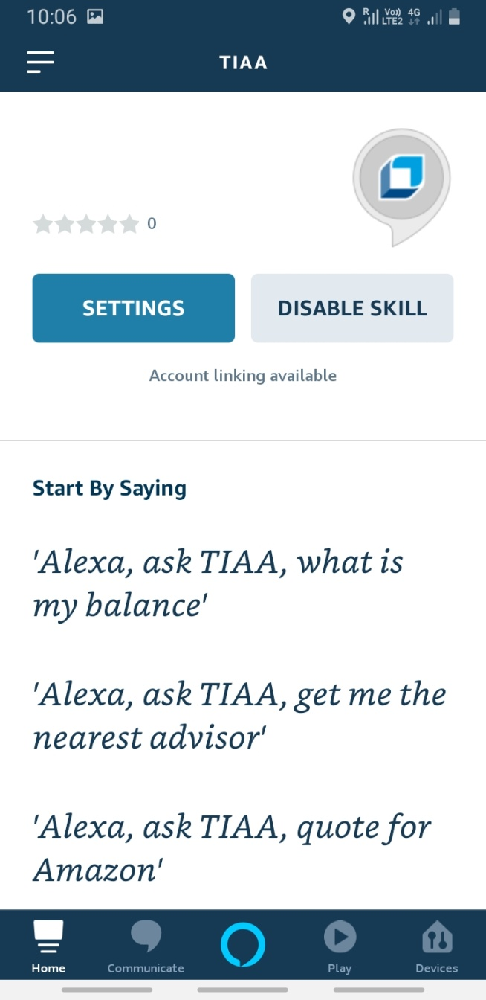 10:06
R Vo)) 4G
LTE2
TIAA
0
SETTINGS
DISABLE SKILL
Account linking available
Start By Saying
'Alexa, ask TIAA, what is
my balance'
'Alexa, ask TIAA, get me the
nearest advisor'
'Alexa, ask TIAA, quote for
Amazon'
Home
Communicate
Play
Devices